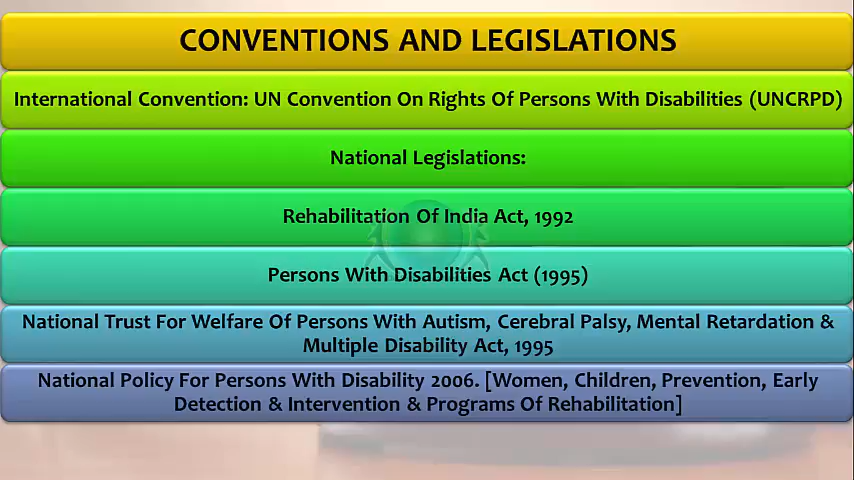 CONVENTIONS AND LEGISLATIONS
International Convention: UN Convention On Rights Of Persons With Disabilities (UNCRPD)
National Legislations:
Rehabilitation Of India Act, 1992
Persons With Disabilities Act (1995)
National Trust For Welfare Of Persons With Autism, Cerebral Palsy, Mental Retardation &
Multiple Disability Act, 1995
National Policy For Persons With Disability 2006. [Women, Children, Prevention, Early
Detection & Intervention & Programs Of Rehabilitation]